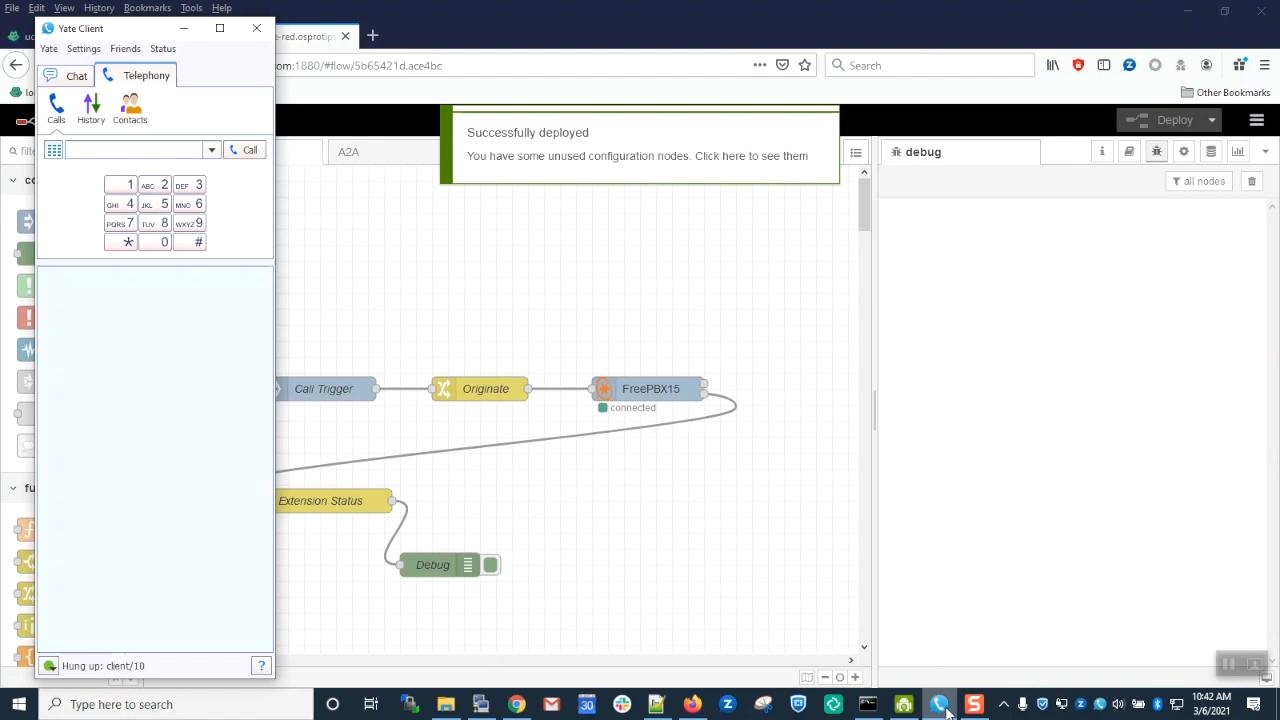 File Edit View History Bookmarks Tools Help
Yate Client
Yate Settings Friends Status
Chat Telephony
Calls History Contacts
Call
1 ABC 2 DEF 3
GHI 4 JKL 5 MNO 6
PQRS 7 TUV 8 WXYZ 9
* 0 #
Hung up: client/10 ?
e-red.osprotips
om:1880/#flow/5b65421d.ace4bc
Search
Other Bookmarks
Deploy
A2A
Successfully deployed
You have some unused configuration nodes. Click here to see them
debug
all nodes
Call Trigger
Originate
FreePBX15
connected
Extension Status
Debug
Type here to search
30
10:42 AM
3/6/2021